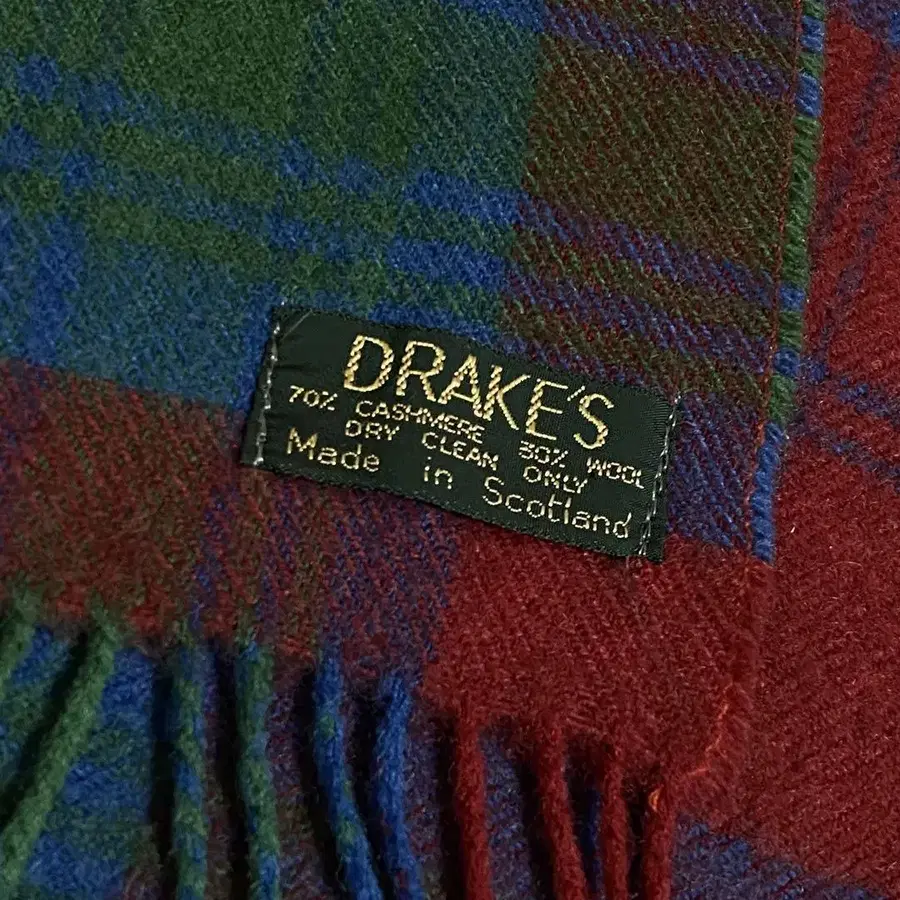 DRAKE'S
70% CASHMERE 30% WOOL
DRY CLEAN ONLY
Made in Scotland